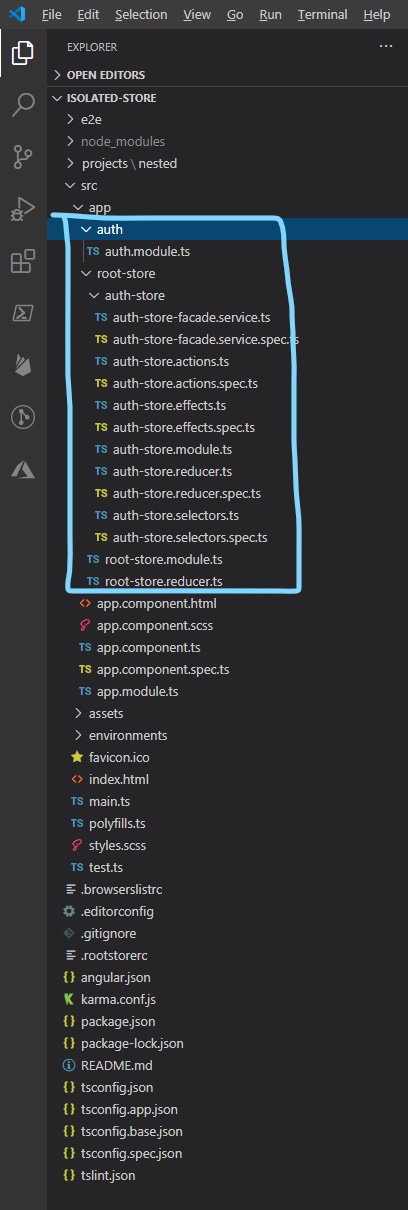 File Edit Selection View Go Run Terminal Help
EXPLORER
OPEN EDITORS
ISOLATED-STORE
e2e
node_modules
projects \ nested
src
app
auth
TS auth.module.ts
root-store
auth-store
TS auth-store-facade.service.ts
TS auth-store-facade.service.spec.ts
TS auth-store.actions.ts
TS auth-store.actions.spec.ts
TS auth-store.effects.ts
TS auth-store.effects.spec.ts
TS auth-store.module.ts
TS auth-store.reducer.ts
TS auth-store.reducer.spec.ts
TS auth-store.selectors.ts
TS auth-store.selectors.spec.ts
TS root-store.module.ts
TS root-store.reducer.ts
<> app.component.html
app.component.scss
TS app.component.ts
TS app.component.spec.ts
TS app.module.ts
assets
environments
favicon.ico
<> index.html
TS main.ts
TS polyfills.ts
styles.scss
TS test.ts
.browserslistrc
.editorconfig
.gitignore
.rootstorerc
{} angular.json
karma.conf.js
{} package.json
{} package-lock.json
README.md
{} tsconfig.json
{} tsconfig.app.json
{} tsconfig.base.json
{} tsconfig.spec.json
{} tslint.json